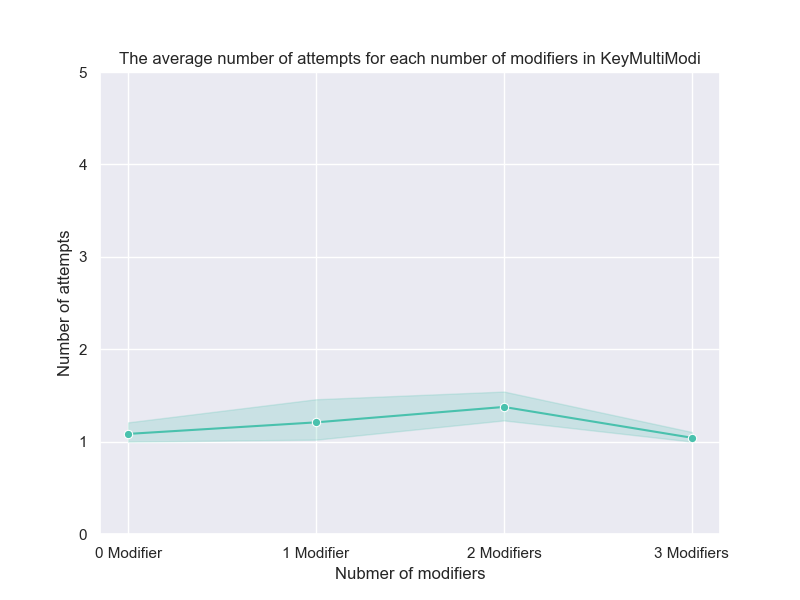 The average number of attempts for each number of modifiers in KeyMultiModi
Number of attempts
5
4
3
2
1
0
0 Modifier 1 Modifier 2 Modifiers 3 Modifiers
Nubmer of modifiers